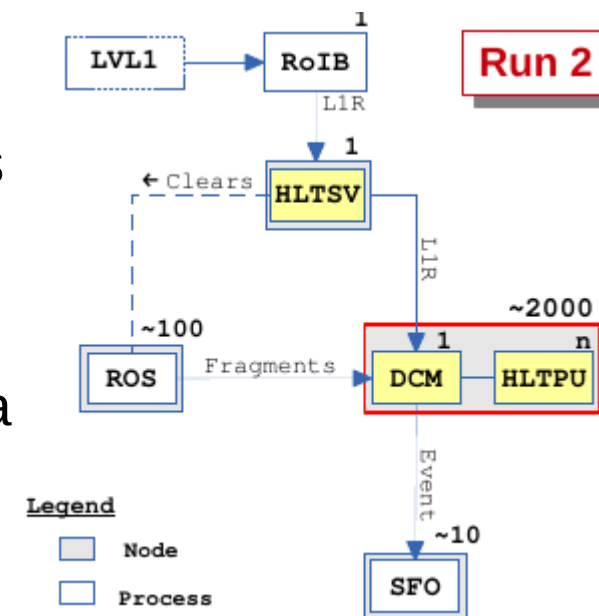 1
LVL1
RoIB
Run 2
L1R
1
s
← Clears
HLTSV
L1R
~2000
~100
1
n
ROS
Fragments
DCM
HLTPU
a
Event
Legend
~10
Node
SFO
Process